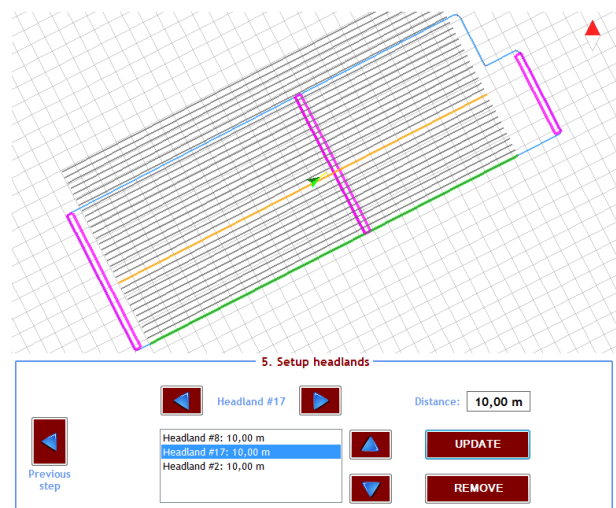 5. Setup headlands
Headland #17
Distance:
10,00 m
Headland #8: 10,00 m
Headland #17: 10,00 m
Headland #2: 10,00 m
UPDATE
REMOVE
Previous
step